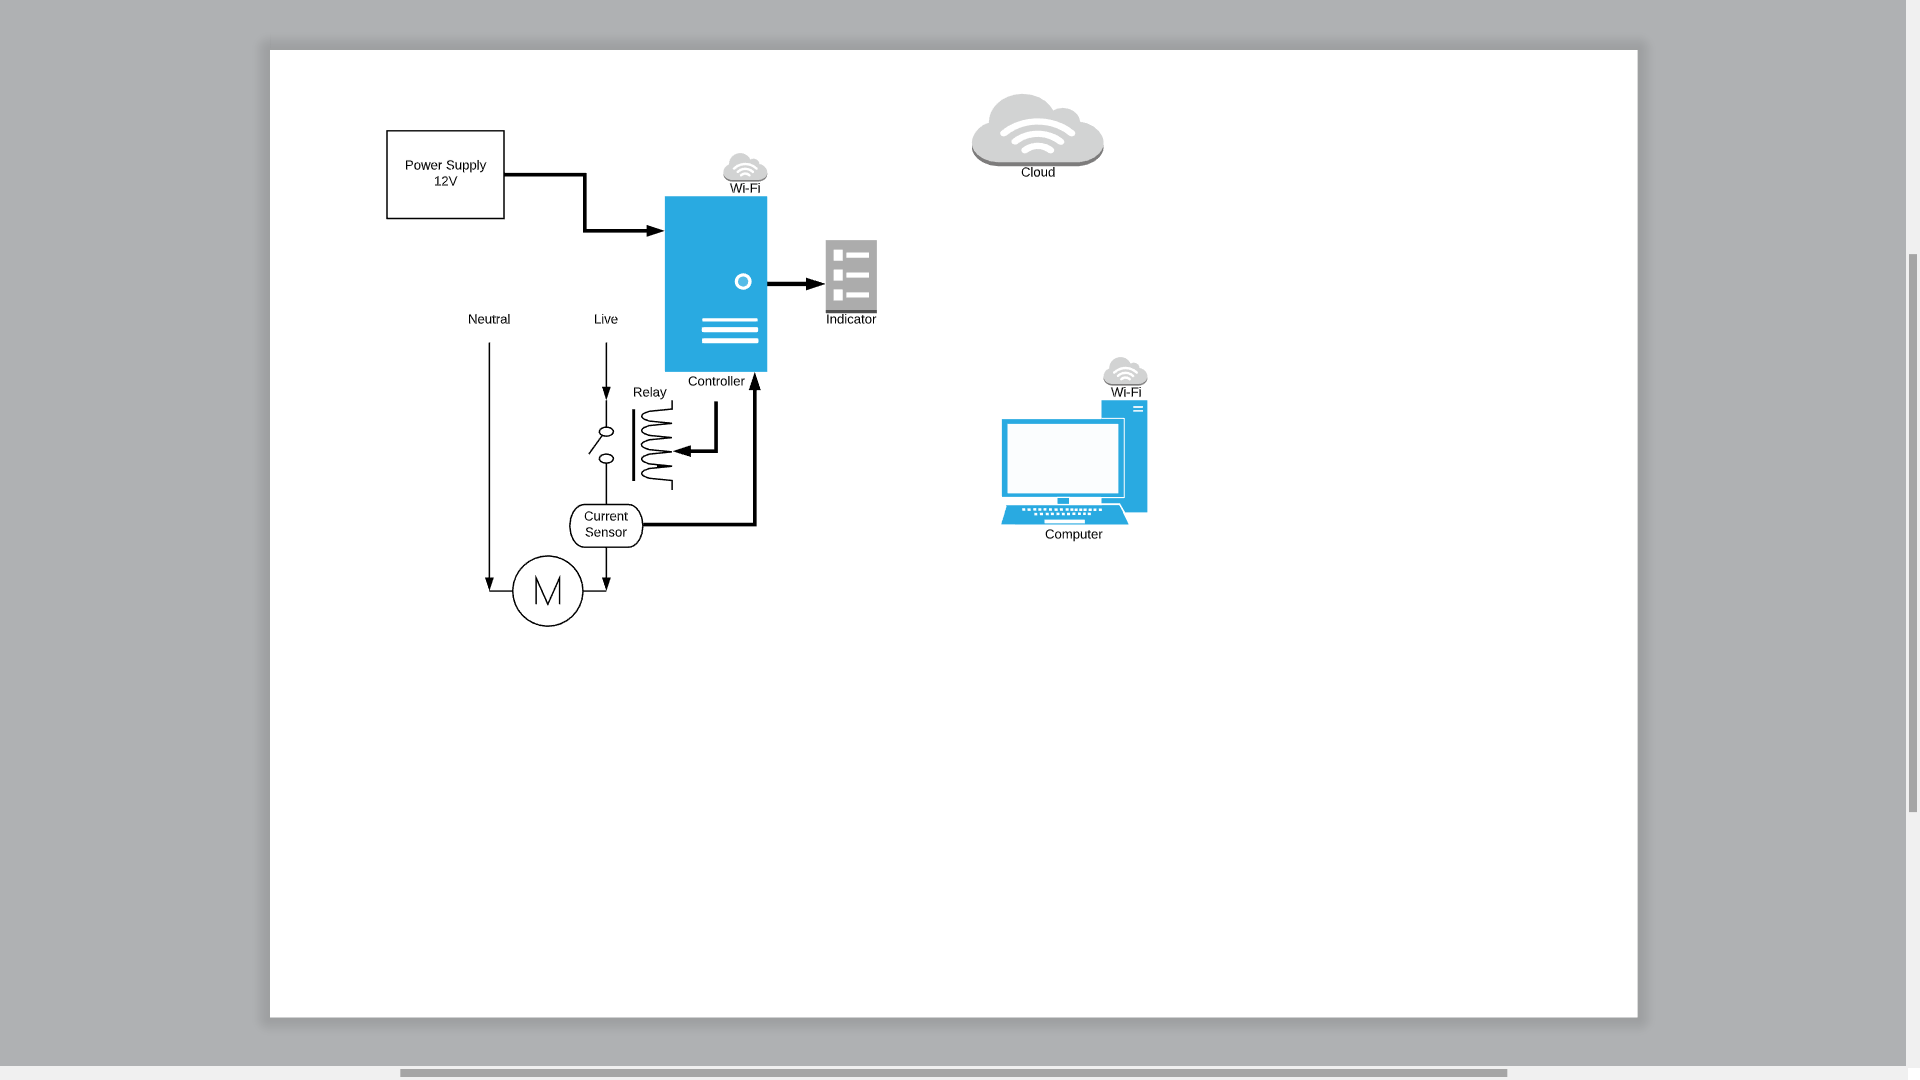 Power Supply
12V
Wi-Fi
Cloud
Neutral
Live
Indicator
Controller
Relay
Wi-Fi
Current
Sensor
Computer
M